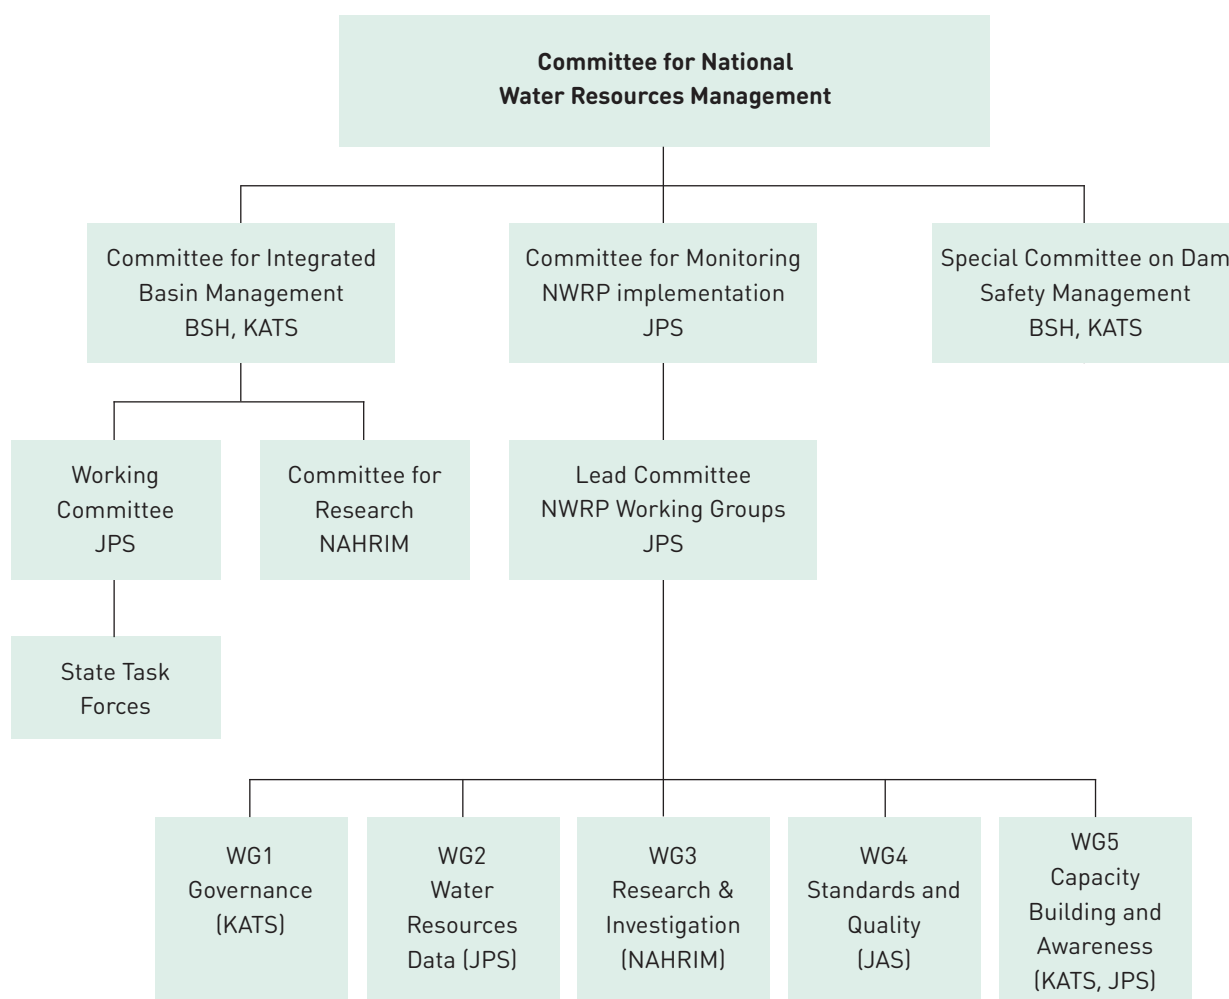 Committee for National
Water Resources Management
Committee for Integrated
Basin Management
BSH, KATS
Committee for Monitoring
NWRP implementation
JPS
Special Committee on Dam
Safety Management
BSH, KATS
Working
Committee
JPS
Committee for
Research
NAHRIM
Lead Committee
NWRP Working Groups
JPS
State Task
Forces
WG1
Governance
(KATS)
WG2
Water
Resources
Data (JPS)
WG3
Research &
Investigation
(NAHRIM)
WG4
Standards and
Quality
(JAS)
WG5
Capacity
Building and
Awareness
(KATS, JPS)